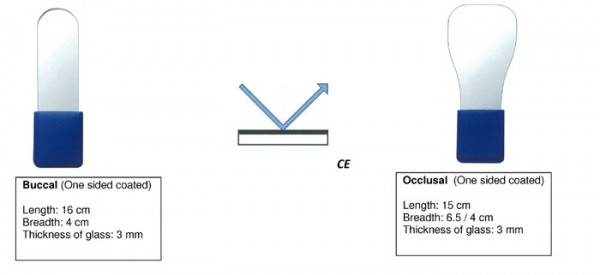 CE
Buccal (One sided coated)
Length: 16 cm
Breadth: 4 cm
Thickness of glass: 3 mm
Occlusal (One sided coated)
Length: 15 cm
Breadth: 6.5 / 4 cm
Thickness of glass: 3 mm